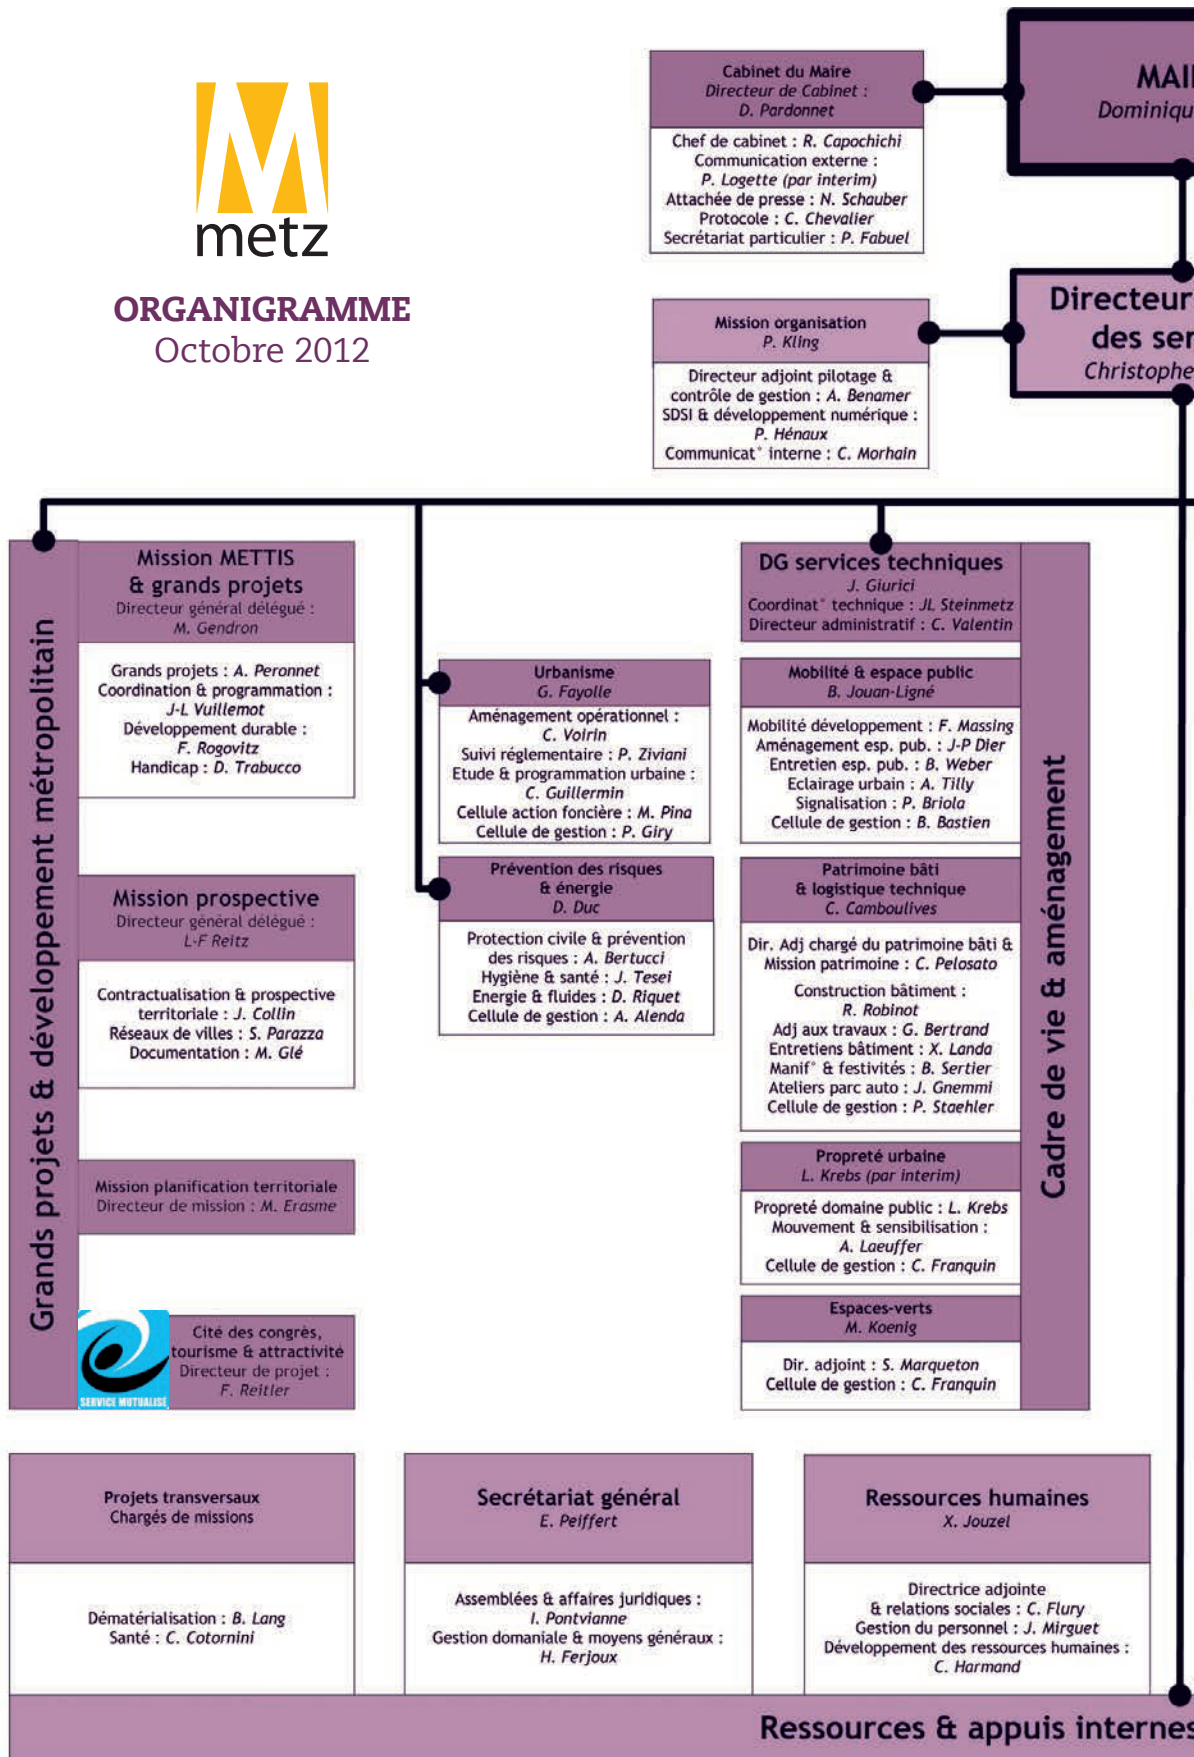 metz
ORGANIGRAMME
Octobre 2012
Cabinet du Maire
Directeur de Cabinet :
D. Pardonnet
Chef de cabinet : R. Capochichi
Communication externe :
P. Logette (par interim)
Attachée de presse : N. Schauber
Protocole : C. Chevalier
Secrétariat particulier : P. Fabuel
MAI
Dominiqu
Mission organisation
P. Kling
Directeur adjoint pilotage &
contrôle de gestion : A. Benamer
SDSI & développement numérique :
P. Hénaux
Communicat° interne : C. Morhain
Directeur
des ser
Christophe
Grands projets & développement métropolitain
Mission METTIS
& grands projets
Directeur général délégué :
M. Gendron
Grands projets : A. Peronnet
Coordination & programmation :
J-L Vuillemot
Développement durable :
F. Rogovitz
Handicap : D. Trabucco
Mission prospective
Directeur général délégué :
L-F Reitz
Contractualisation & prospective
territoriale : J. Collin
Réseaux de villes : S. Parazza
Documentation : M. Glé
Mission planification territoriale
Directeur de mission : M. Erasme
SERVICE MUTUALISÉ
Cité des congrès,
tourisme & attractivité
Directeur de projet :
F. Reitler
Urbanisme
G. Fayolle
Aménagement opérationnel :
C. Voirin
Suivi réglementaire : P. Ziviani
Etude & programmation urbaine :
C. Guillermin
Cellule action foncière : M. Pina
Cellule de gestion : P. Giry
Prévention des risques
& énergie
D. Duc
Protection civile & prévention
des risques : A. Bertucci
Hygiène & santé : J. Tesei
Energie & fluides : D. Riquet
Cellule de gestion : A. Alenda
DG services techniques
J. Giurici
Coordinat° technique : JL Steinmetz
Directeur administratif : C. Valentin
Mobilité & espace public
B. Jouan-Ligné
Mobilité développement : F. Massing
Aménagement esp. pub. : J-P Dier
Entretien esp. pub. : B. Weber
Eclairage urbain : A. Tilly
Signalisation : P. Briola
Cellule de gestion : B. Bastien
Patrimoine bâti
& logistique technique
C. Camboulives
Dir. Adj chargé du patrimoine bâti &
Mission patrimoine : C. Pelosato
Construction bâtiment :
R. Robinot
Adj aux travaux : G. Bertrand
Entretiens bâtiment : X. Landa
Manif° & festivités : B. Sertier
Ateliers parc auto : J. Gnemmi
Cellule de gestion : P. Staehler
Propreté urbaine
L. Krebs (par interim)
Propreté domaine public : L. Krebs
Mouvement & sensibilisation :
A. Laeuffer
Cellule de gestion : C. Franquin
Espaces-verts
M. Koenig
Dir. adjoint : S. Marqueton
Cellule de gestion : C. Franquin
Cadre de vie & aménagement
Projets transversaux
Chargés de missions
Dématérialisation : B. Lang
Santé : C. Cotornini
Secrétariat général
E. Peiffert
Assemblées & affaires juridiques :
I. Pontvianne
Gestion domaniale & moyens généraux :
H. Ferjoux
Ressources humaines
X. Jouzel
Directrice adjointe
& relations sociales : C. Flury
Gestion du personnel : J. Mirguet
Développement des ressources humaines :
C. Harmand
Ressources & appuis internes